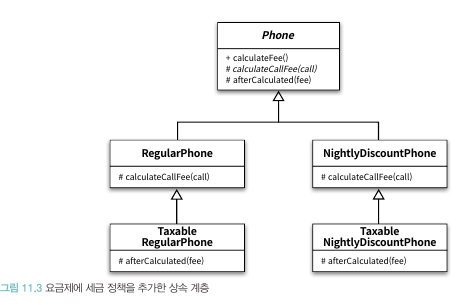 Phone
+ calculateFee()
# calculateCallFee(call)
# afterCalculated(fee)
RegularPhone
# calculateCallFee(call)
NightlyDiscountPhone
# calculateCallFee(call)
Taxable
RegularPhone
# afterCalculated(fee)
Taxable
NightlyDiscountPhone
# afterCalculated(fee)
그림 11.3 요금제에 세금 정책을 추가한 상속 계층